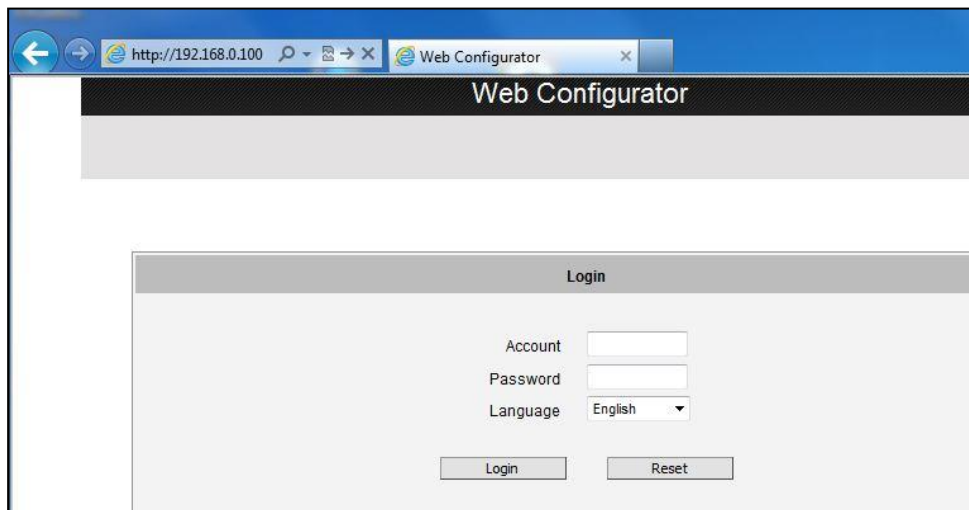 http://192.168.0.100
Web Configurator
Web Configurator
Login
Account
Password
Language English
Login Reset